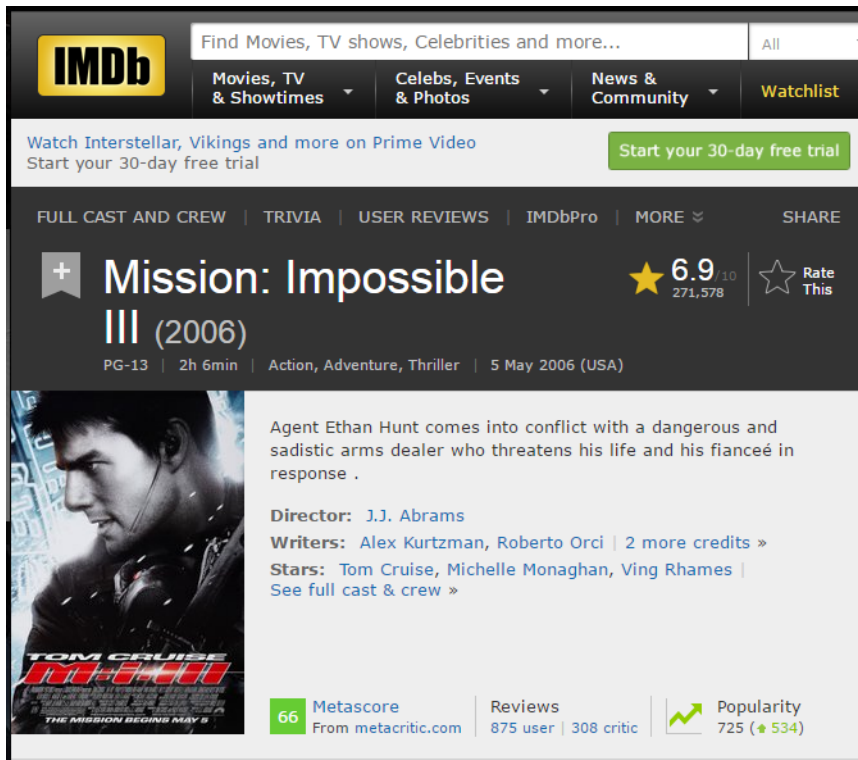 IMDb
Find Movies, TV shows, Celebrities and more...
All
Movies, TV
& Showtimes
Celebs, Events
& Photos
News &
Community
Watchlist
Watch Interstellar, Vikings and more on Prime Video
Start your 30-day free trial
Start your 30-day free trial
FULL CAST AND CREW | TRIVIA | USER REVIEWS | IMDbPro | MORE SHARE
+ Mission: Impossible
III (2006)
6.9/10
271,578
Rate
This
PG-13 | 2h 6min | Action, Adventure, Thriller | 5 May 2006 (USA)
Agent Ethan Hunt comes into conflict with a dangerous and
sadistic arms dealer who threatens his life and his fianceé in
response .
Director: J.J. Abrams
Writers: Alex Kurtzman, Roberto Orci | 2 more credits »
Stars: Tom Cruise, Michelle Monaghan, Ving Rhames |
See full cast & crew »
TOM CRUISE
M:i:III
THE MISSION BEGINS MAY 5
66
Metascore
From metacritic.com
Reviews
875 user | 308 critic
Popularity
725 (534)